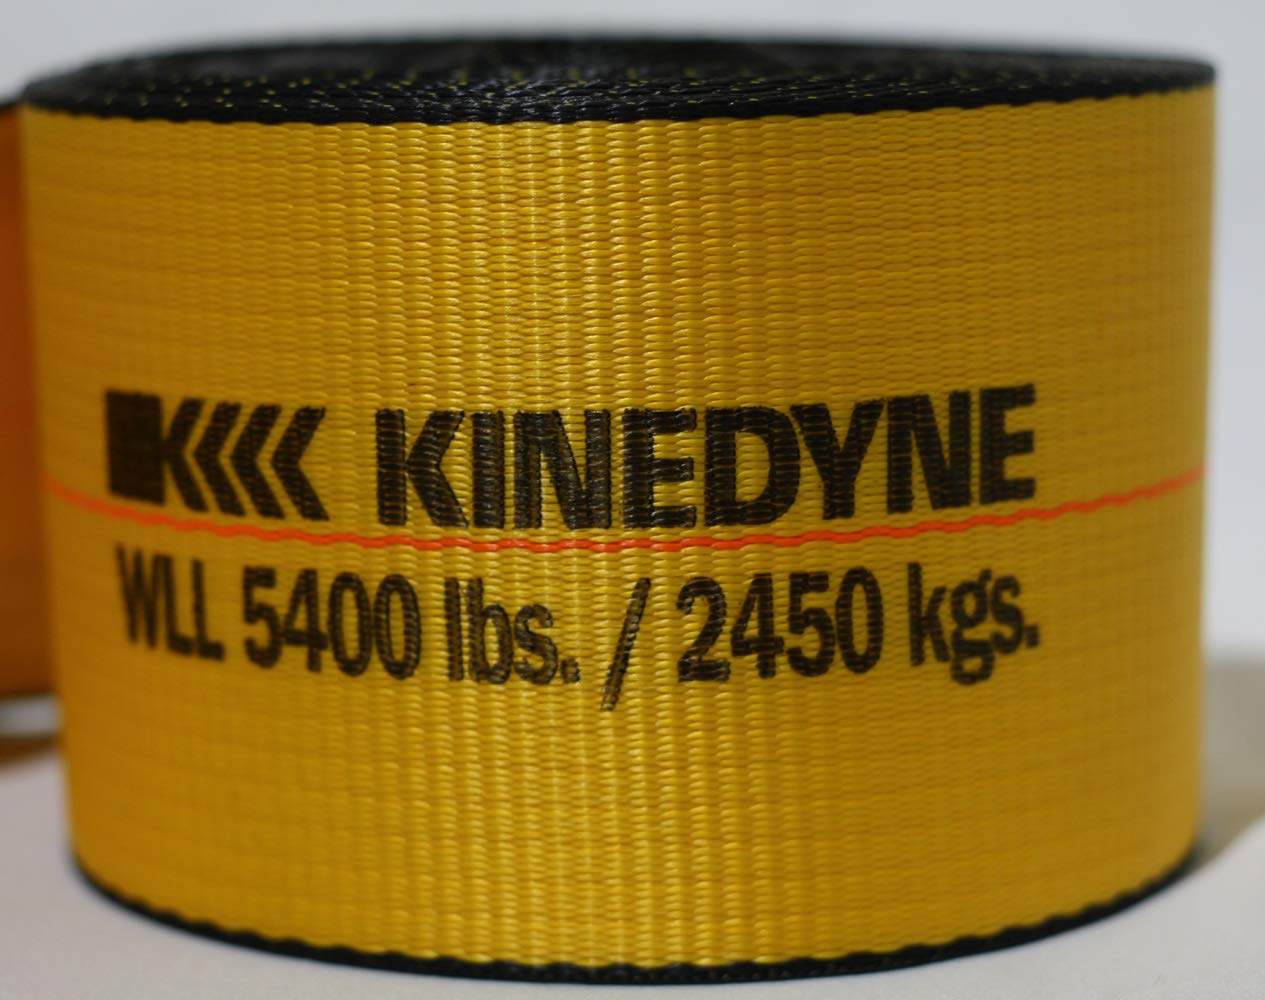 KINEDYNE
WLL 5400 lbs. / 2450 kgs.